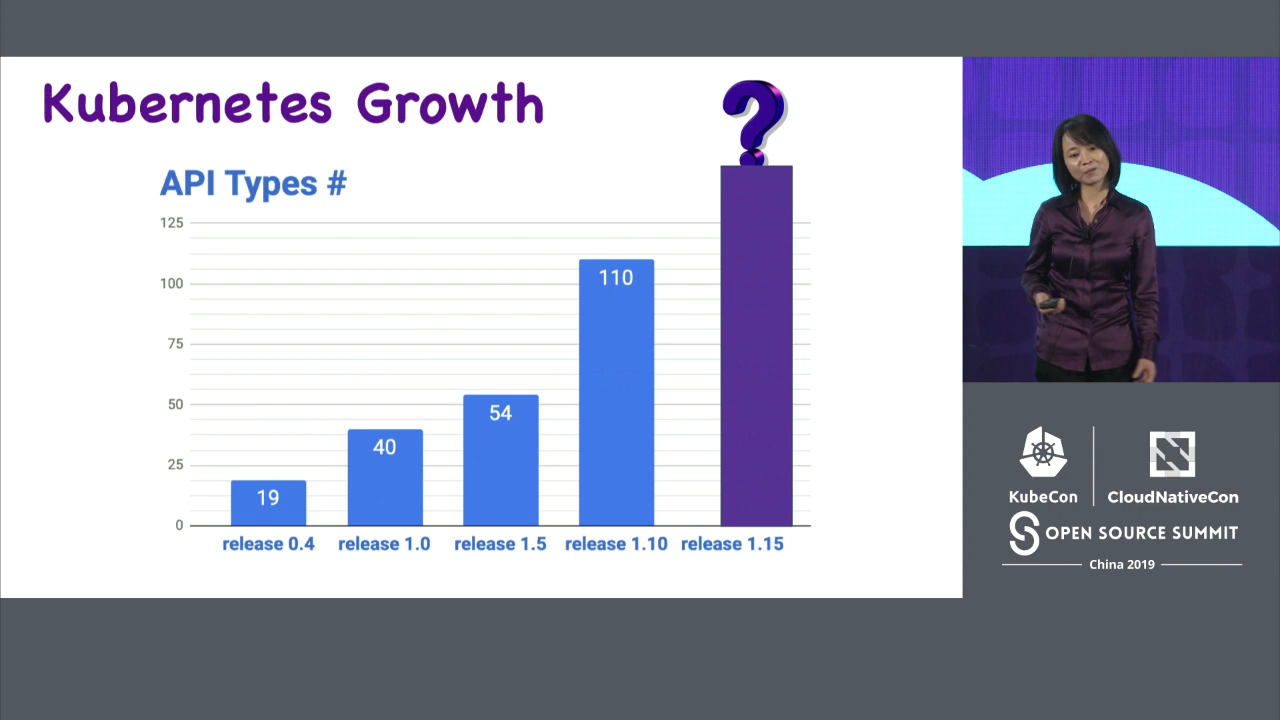 Kubernetes Growth
?
API Types #
125
100
75
50
25
0
19
40
54
110
release 0.4
release 1.0
release 1.5
release 1.10
release 1.15
KubeCon
CloudNativeCon
OPEN SOURCE SUMMIT
China 2019